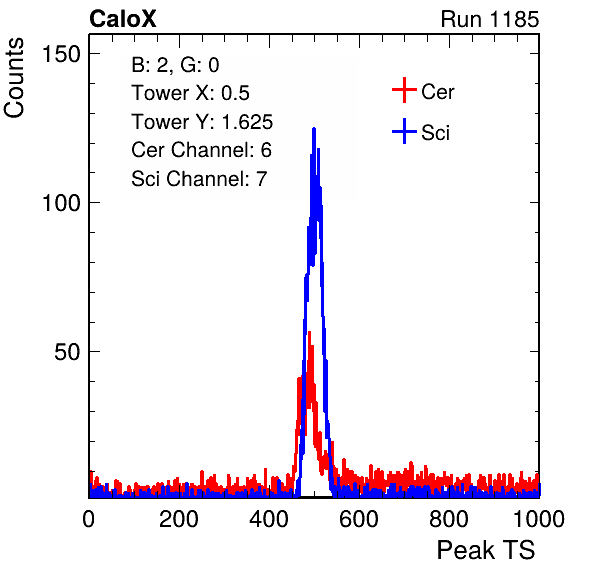 CaloX Run 1185
Counts
150
100
50
B: 2, G: 0
Tower X: 0.5
Tower Y: 1.625
Cer Channel: 6
Sci Channel: 7
Cer
Sci
0 200 400 600 800 1000
Peak TS